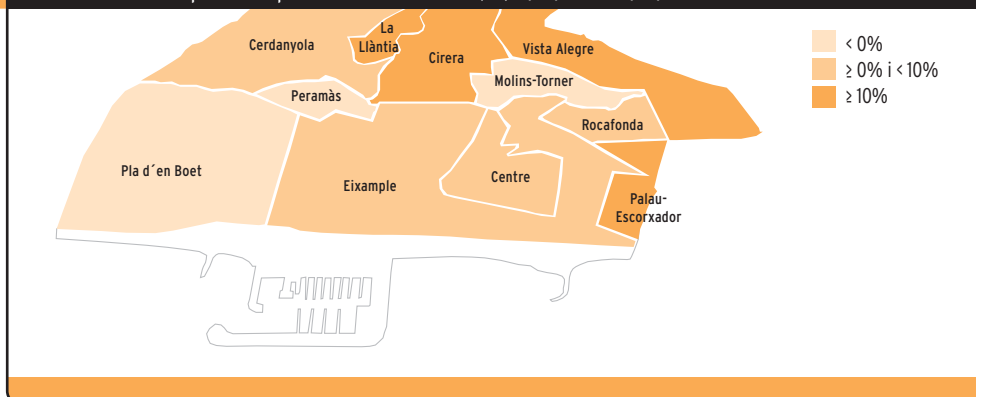 Cerdanyola
La
Llàntia
Cirera
Vista Alegre
Molins-Torner
Peramàs
Rocafonda
Pla d´en Boet
Eixample
Centre
Palau-
Escorxador
< 0%
≥ 0% i < 10%
≥ 10%